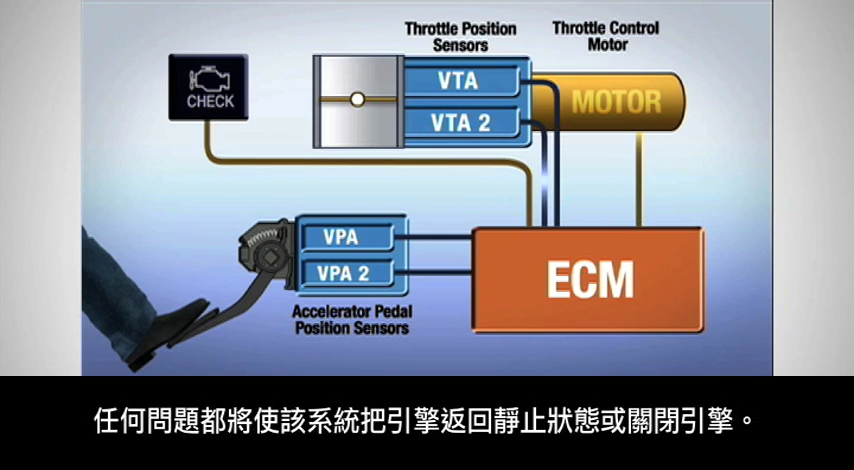 Throttle Position
Sensors
Throttle Control
Motor
CHECK
VTA
VTA 2
MOTOR
VPA
VPA 2
ECM
Accelerator Pedal
Position Sensors
任何問題都將使該系統把引擎返回靜止狀態或關閉引擎。